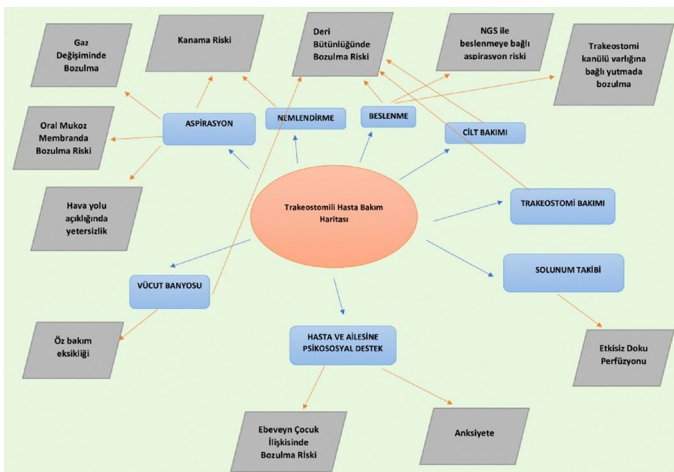 Gaz
Değişiminde
Bozulma
Kanama Riski
Deri
Bütünlüğünde
Bozulma Riski
NGS ile
beslenmeye bağlı
aspirasyon riski
Trakeostomi
kanülü varlığına
bağlı yutmada
bozulma
Oral Mukoz
Membranda
Bozulma Riski
ASPİRASYON
NEMLENDİRME
BESLENME
CİLT BAKIMI
Hava yolu
açıklığında
yetersizlik
Trakeostomili Hasta Bakım
Haritası
TRAKEOSTOMİ BAKIMI
SOLUNUM TAKİBİ
VÜCUT BANYOSU
Öz bakım
eksikliği
HASTA VE AİLESİNE
PSİKOSOSYAL DESTEK
Etkisiz Doku
Perfüzyonu
Ebeveyn Çocuk
İlişkisinde
Bozulma Rİski
Anksiyete